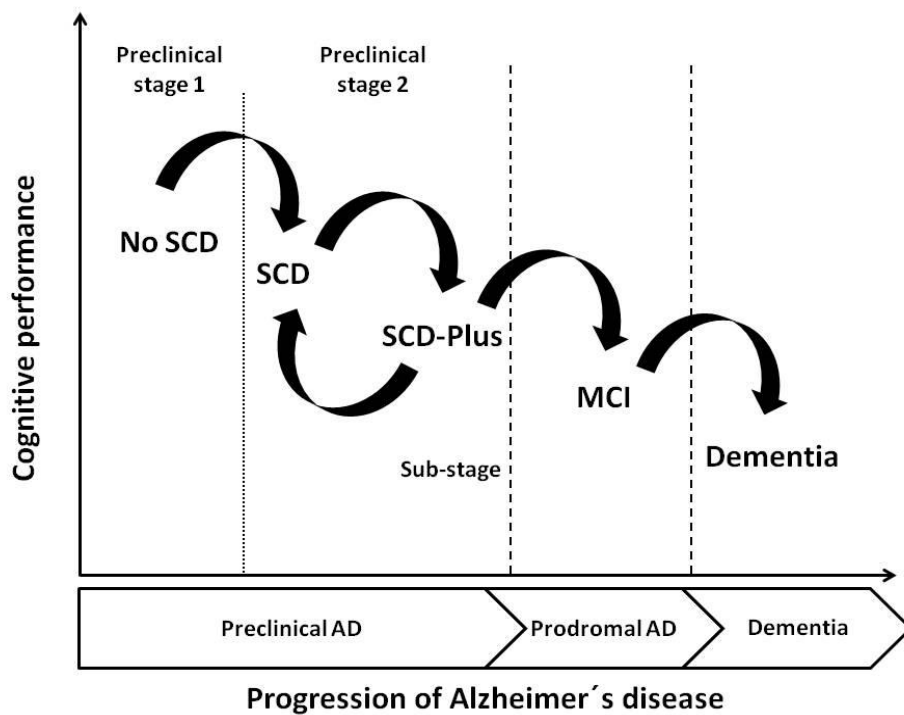 Preclinical
stage 1
Preclinical
stage 2
No SCD
SCD
SCD-Plus
MCI
Dementia
Sub-stage
Cognitive performance
Preclinical AD
Prodromal AD
Dementia
Progression of Alzheimer´s disease